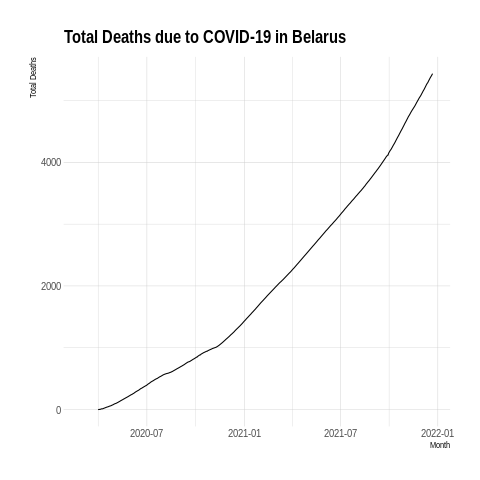 Total Deaths due to COVID-19 in Belarus
Total Deaths
4000
2000
0
2020-07 2021-01 2021-07 2022-01
Month